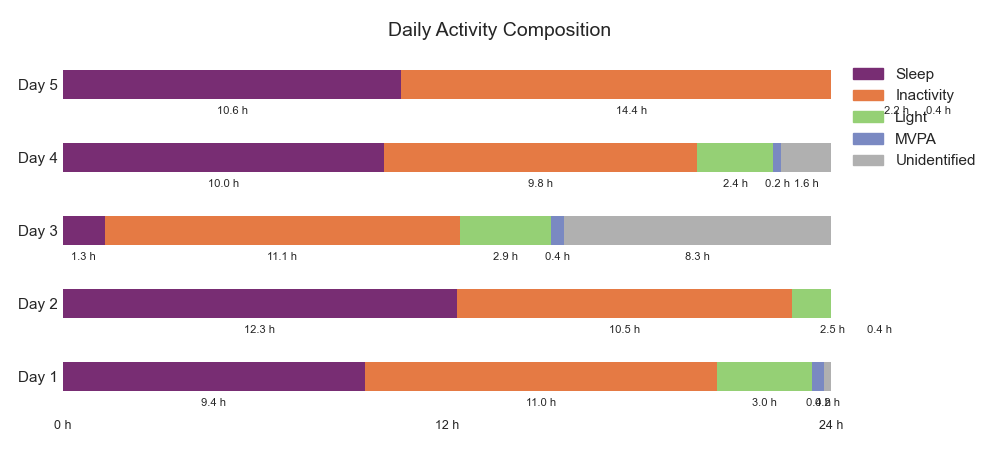 Daily Activity Composition
Day 5
10.6 h 14.4 h 2.2 h 0.4 h
Sleep
Inactivity
Light
MVPA
Unidentified
Day 4
10.0 h 9.8 h 2.4 h 0.2 h 1.6 h
Day 3
1.3 h 11.1 h 2.9 h 0.4 h 8.3 h
Day 2
12.3 h 10.5 h 2.5 h 0.4 h
Day 1
9.4 h 11.0 h 3.0 h
0 h 12 h 24 h